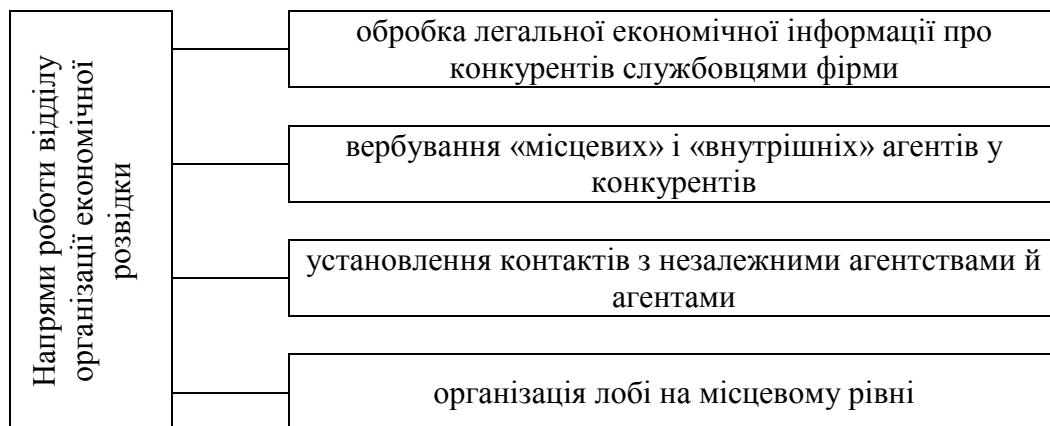 Напрями роботи відділу
організації економічної
розвідки
обробка легальної економічної інформації про
конкурентів службовцями фірми
вербування «місцевих» і «внутрішніх» агентів у
конкурентів
установлення контактів з незалежними агентствами й
агентами
організація лобі на місцевому рівні